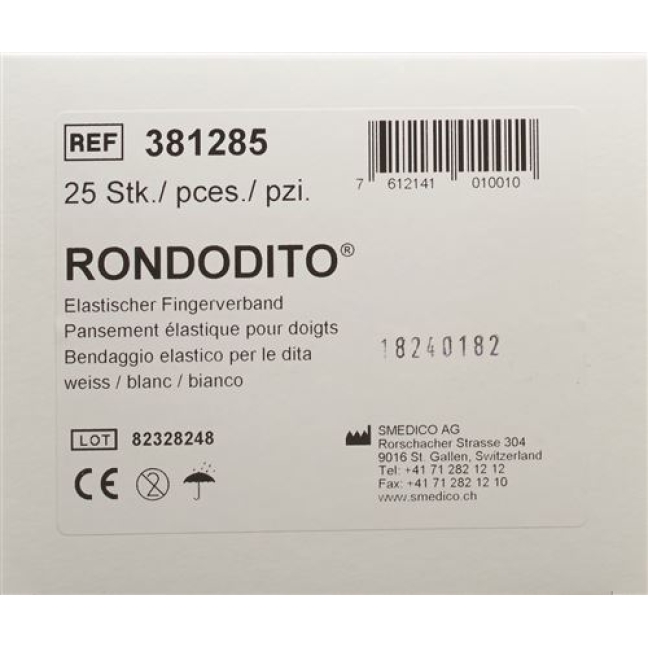 REF 381285
25 Stk./ pces./ pzi.
7 612141 010010
RONDODITO®
Elastischer Fingerverband
Pansement élastique pour doigts
Bendaggio elastico per le dita
weiss / blanc / bianco
18240182
LOT 82328248
SMEDICO AG
Rorschacher Strasse 304
9016 St. Gallen, Switzerland
Tel: +41 71 282 12 12
Fax: +41 71 282 12 10
www.smedico.ch
CE 2